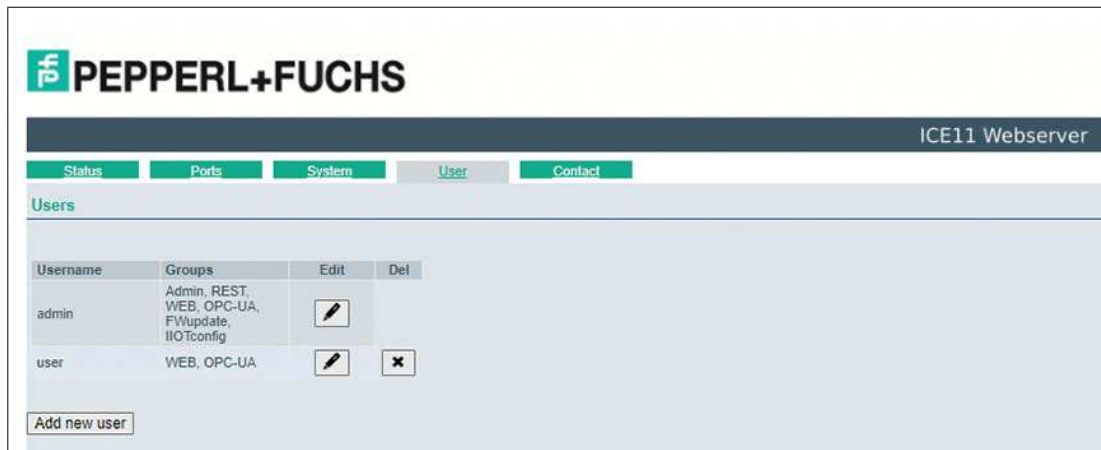 PEPPERL+FUCHS
ICE11 Webserver
Status Ports System User Contact
Users
Username Groups Edit Del
admin Admin, REST,
WEB, OPC-UA,
FWupdate,
IIOTconfig
user WEB, OPC-UA
Add new user